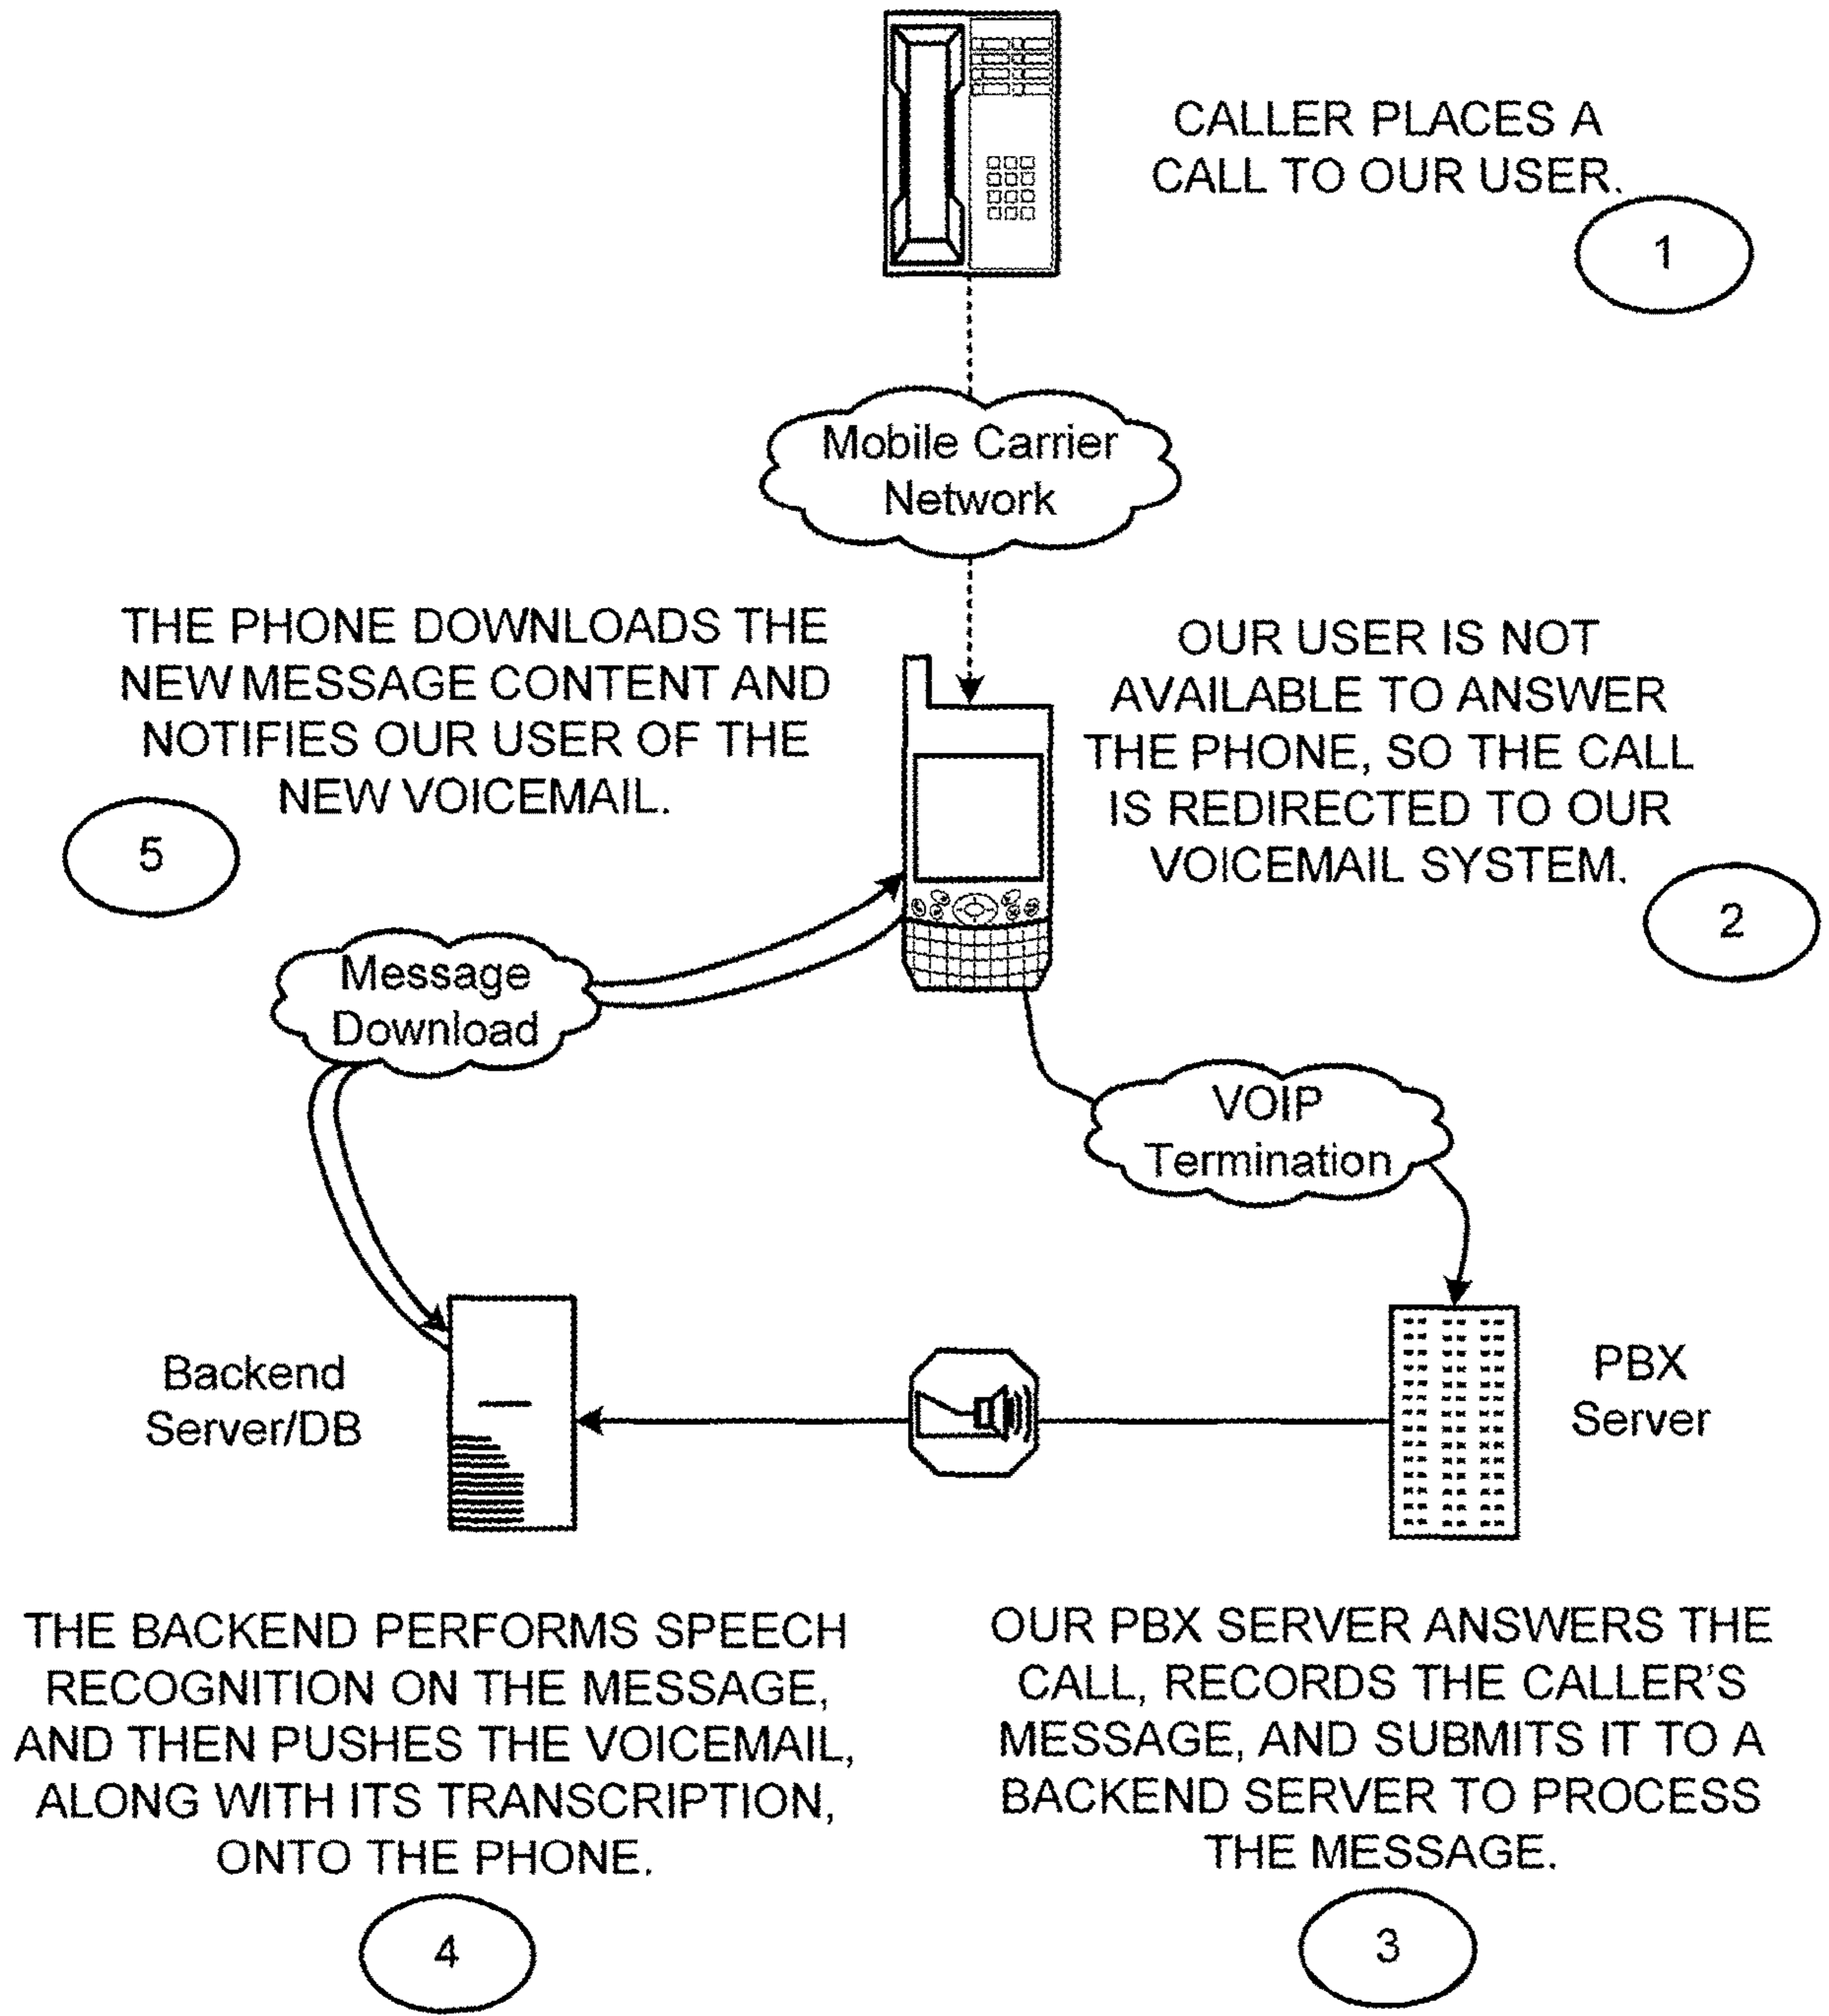 CALLER PLACES A
CALL TO OUR USER.
1
Mobile Carrier
Network
OUR USER IS NOT
AVAILABLE TO ANSWER
THE PHONE, SO THE CALL
IS REDIRECTED TO OUR
VOICEMAIL SYSTEM.
2
THE PHONE DOWNLOADS THE
NEW MESSAGE CONTENT AND
NOTIFIES OUR USER OF THE
NEW VOICEMAIL.
5
Message
Download
VOIP
Termination
Backend
Server/DB
PBX
Server
OUR PBX SERVER ANSWERS THE
CALL, RECORDS THE CALLER'S
MESSAGE, AND SUBMITS IT TO A
BACKEND SERVER TO PROCESS
THE MESSAGE.
3
THE BACKEND PERFORMS SPEECH
RECOGNITION ON THE MESSAGE,
AND THEN PUSHES THE VOICEMAIL,
ALONG WITH ITS TRANSCRIPTION,
ONTO THE PHONE.
4